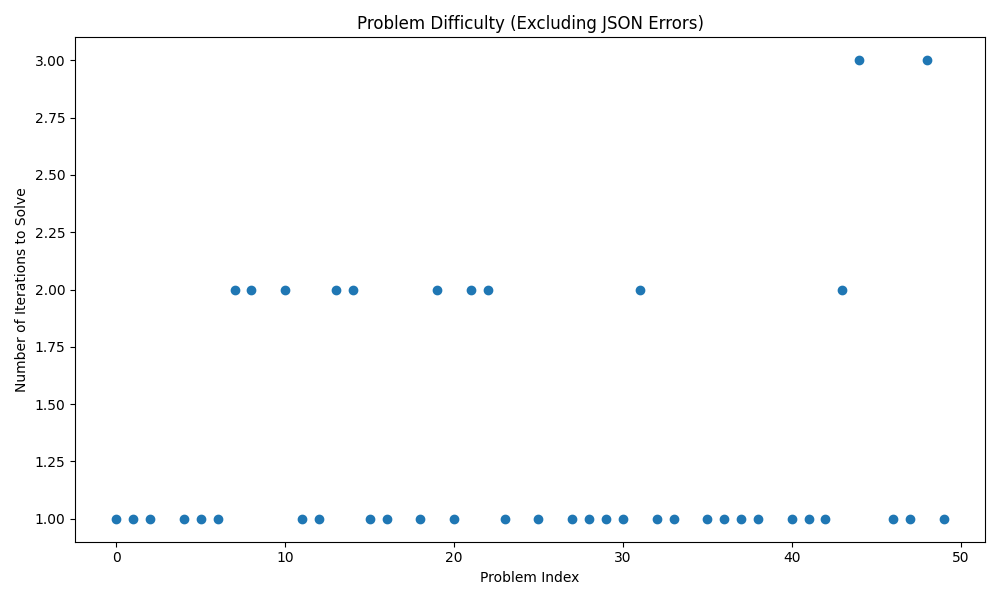 Problem Difficulty (Excluding JSON Errors)
3.00
2.75
2.50
2.25
2.00
1.75
1.50
1.25
1.00
Number of Iterations to Solve
0 10 20 30 40 50
Problem Index